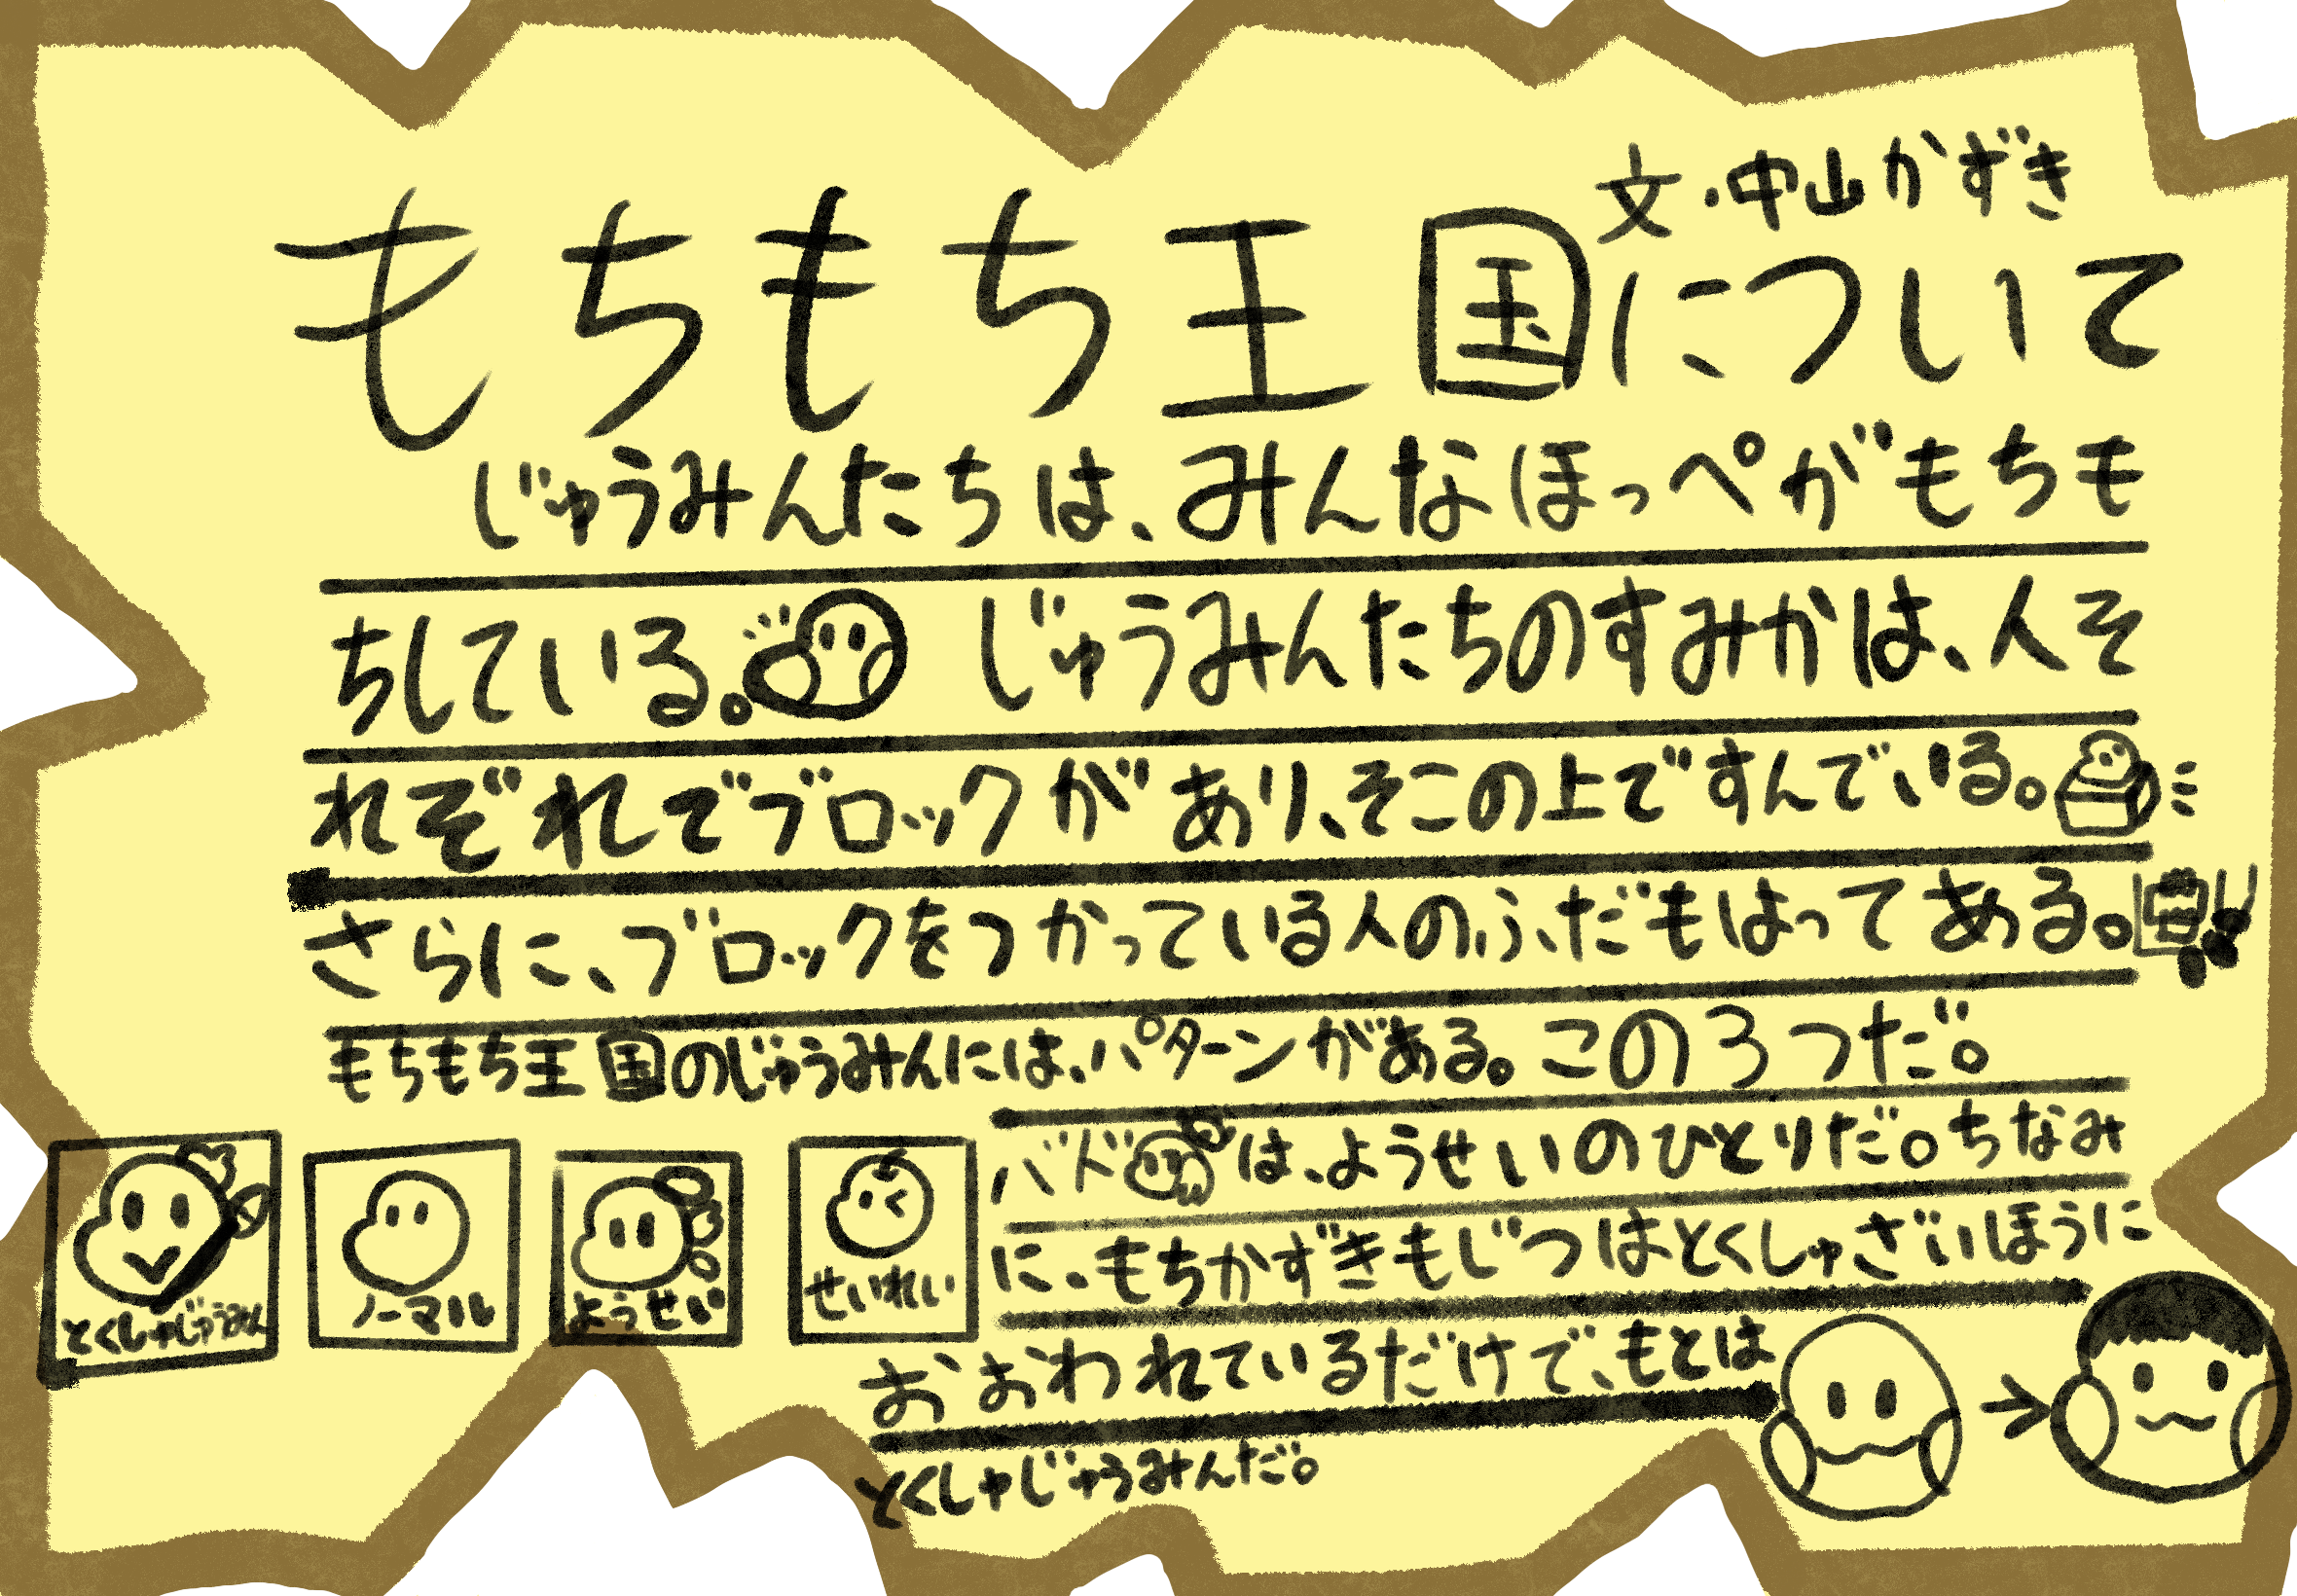 文・中山かずき
もちもち王国について
じゅうみんたちは、みんなほっぺがもちも
ちしている。じゅうみんたちのすみかは、人そ
れぞれでブロックがあり、そこの上ですんでいる。
さらに、ブロックをつかっている人のふだもはってある。
もちもち王国のじゅうみんには、パターンがある。この3つだ。
とくしゅじゅうみん
ノーマル
ようせい
せいれい
バドは、ようせいのひとりだ。ちなみ
に、もちかずきもじつはとくしゅざいほうに
おおわれているだけで、もとは
とくしゅじゅうみんだ。